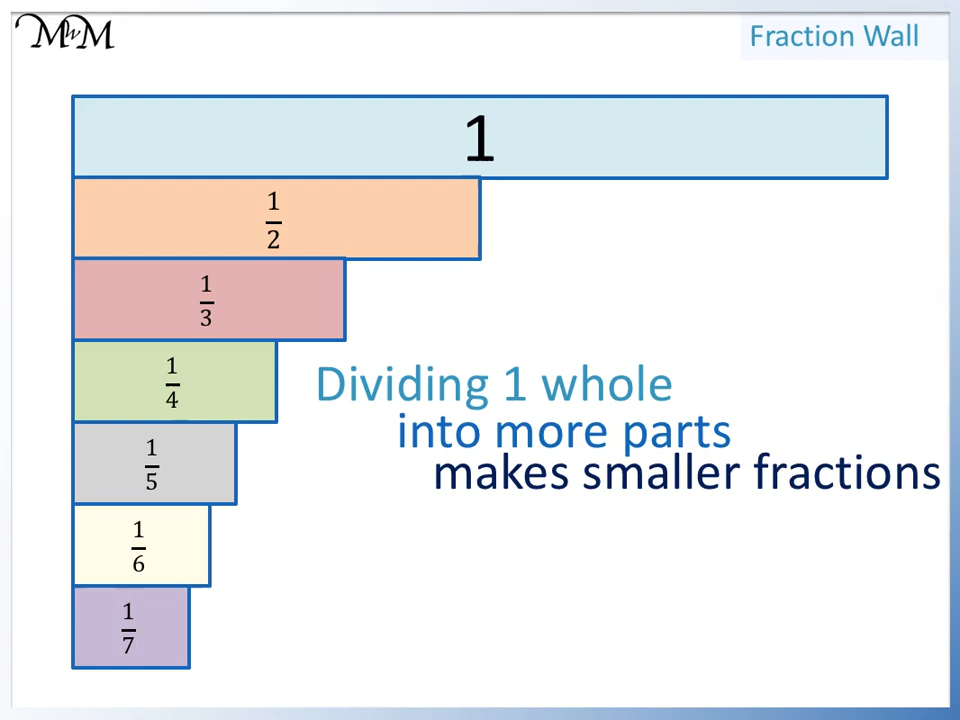 MwM
Fraction Wall
1
1
2
1
3
1
4
Dividing 1 whole
into more parts
makes smaller fractions
1
5
1
6
1
7